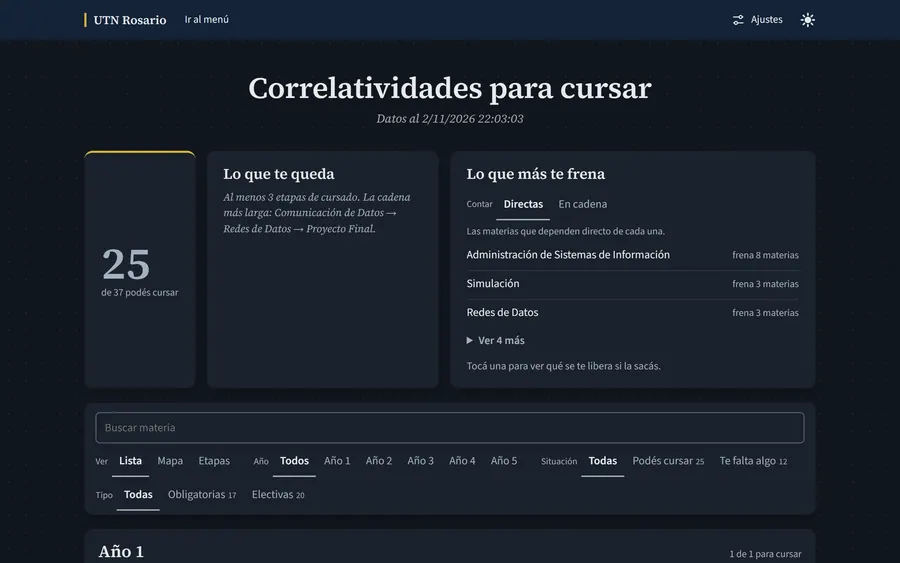 UTN Rosario
Ir al menú
Ajustes
Correlatividades para cursar
Datos al 2/11/2026 22:03:03
25
de 37 podés cursar
Lo que te queda
Al menos 3 etapas de cursado. La cadena
más larga: Comunicación de Datos →
Redes de Datos → Proyecto Final.
Lo que más te frena
Contar Directas En cadena
Las materias que dependen directo de cada una.
Administración de Sistemas de Información frena 8 materias
Simulación frena 3 materias
Redes de Datos frena 3 materias
▶ Ver 4 más
Tocá una para ver qué se te libera si la sacás.
Buscar materia
Ver Lista Mapa Etapas Año Todos Año 1 Año 2 Año 3 Año 4 Año 5 Situación Todas Podés cursar 25 Te falta algo 12
Tipo Todas Obligatorias 17 Electivas 20
Año 1 1 de 1 para cursar